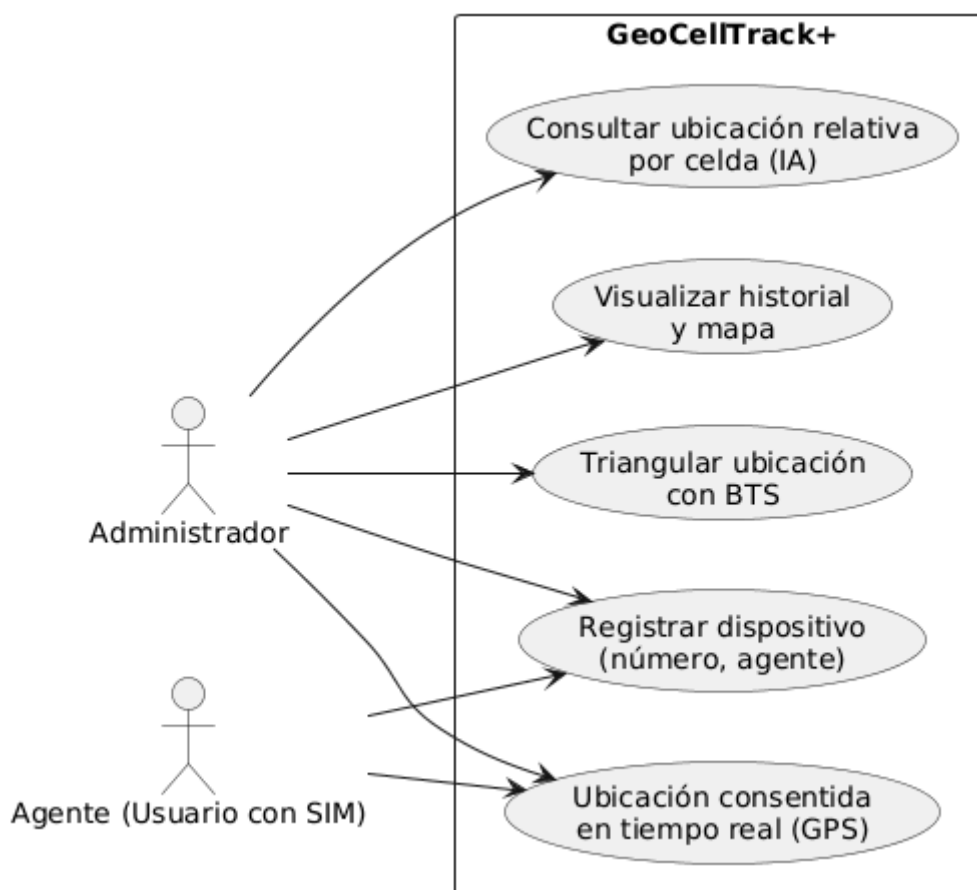 GeoCellTrack+
Consultar ubicación relativa
por celda (IA)
Visualizar historial
y mapa
Triangular ubicación
con BTS
Administrador
Registrar dispositivo
(número, agente)
Agente (Usuario con SIM)
Ubicación consentida
en tiempo real (GPS)